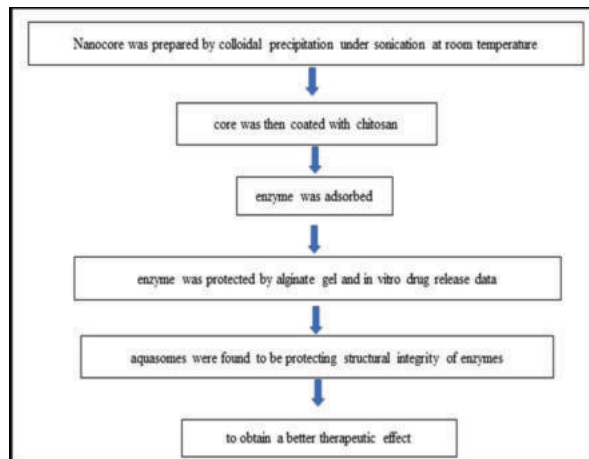 Nanocore was prepared by colloidal precipitation under sonication at room temperature
core was then coated with chitosan
enzyme was adsorbed
enzyme was protected by alginate gel and in vitro drug release data
aquasomes were found to be protecting structural integrity of enzymes
to obtain a better therapeutic effect